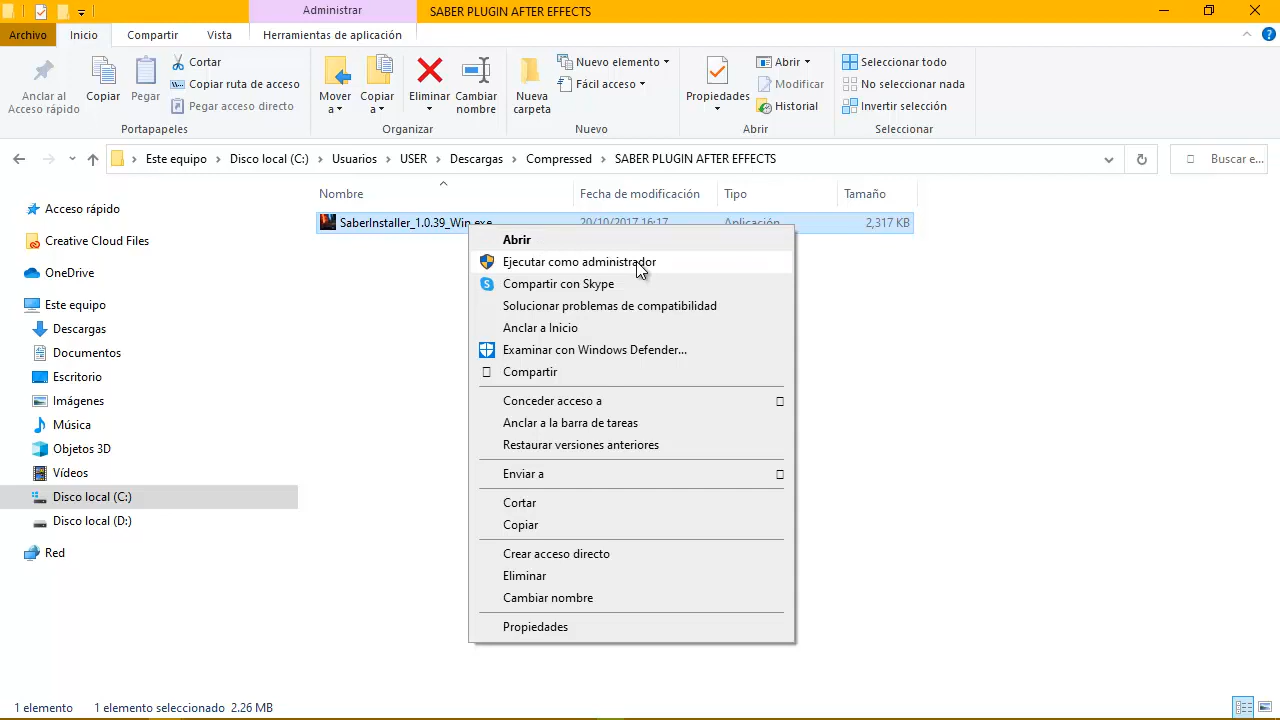 Administrar
SABER PLUGIN AFTER EFFECTS
Archivo
Inicio
Compartir
Vista
Herramientas de aplicación
Anclar al
Acceso rápido
Copiar
Pegar
Cortar
Copiar ruta de acceso
Pegar acceso directo
Portapapeles
Mover
a
Copiar
a
Eliminar
Cambiar
nombre
Organizar
Nueva
carpeta
Nuevo elemento
Fácil acceso
Nuevo
Propiedades
Abrir
Modificar
Historial
Abrir
Seleccionar todo
No seleccionar nada
Invertir selección
Seleccionar
Este equipo > Disco local (C:) > Usuarios > USER > Descargas > Compressed > SABER PLUGIN AFTER EFFECTS
Buscar e...
Nombre
Fecha de modificación
Tipo
Tamaño
SaberInstaller_1.0.39_Win.exe
20/10/2017 16:17
Aplicación
2,317 KB
Acceso rápido
Creative Cloud Files
OneDrive
Este equipo
Descargas
Documentos
Escritorio
Imágenes
Música
Objetos 3D
Vídeos
Disco local (C:)
Disco local (D:)
Red
Abrir
Ejecutar como administrador
Compartir con Skype
Solucionar problemas de compatibilidad
Anclar a Inicio
Examinar con Windows Defender...
Compartir
Conceder acceso a
Anclar a la barra de tareas
Restaurar versiones anteriores
Enviar a
Cortar
Copiar
Crear acceso directo
Eliminar
Cambiar nombre
Propiedades
1 elemento
1 elemento seleccionado 2.26 MB